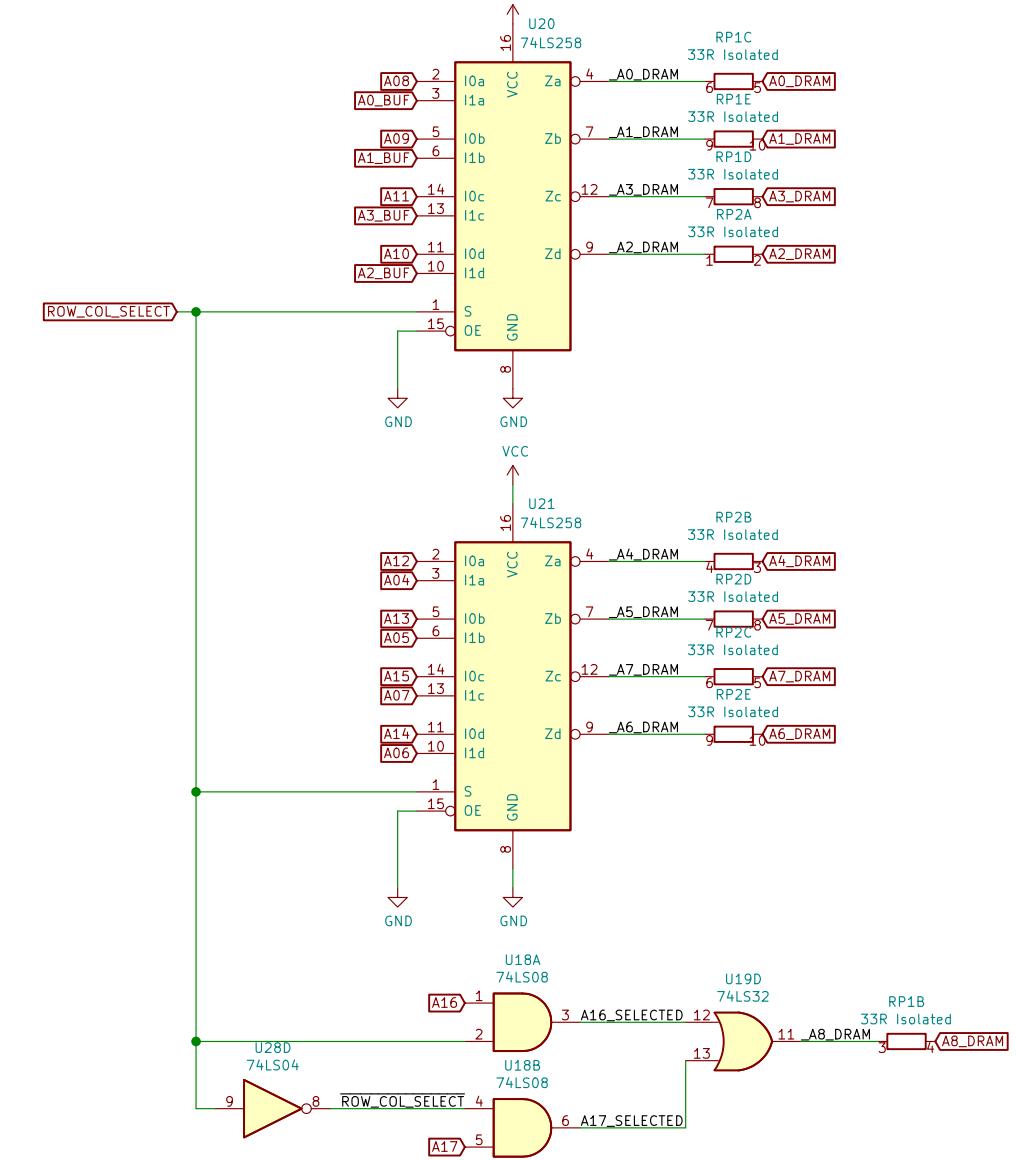 U20
74LS258
16
VCC
RP1C
33R Isolated
A08 2 I0a Za 4 _A0_DRAM 6 5 A0_DRAM
A0_BUF 3 I1a
RP1E
33R Isolated
A09 5 I0b Zb 7 _A1_DRAM 9 10 A1_DRAM
A1_BUF 6 I1b
RP1D
33R Isolated
A11 14 I0c Zc 12 _A3_DRAM 7 8 A3_DRAM
A3_BUF 13 I1c
RP2A
33R Isolated
A10 11 I0d Zd 9 _A2_DRAM 1 2 A2_DRAM
A2_BUF 10 I1d
ROW_COL_SELECT 1 S
15 OE
GND
8
GND GND
VCC
U21
74LS258
16
VCC
RP2B
33R Isolated
A12 2 I0a Za 4 _A4_DRAM 4 3 A4_DRAM
A04 3 I1a
RP2D
33R Isolated
A13 5 I0b Zb 7 _A5_DRAM 7 8 A5_DRAM
A05 6 I1b
RP2C
33R Isolated
A15 14 I0c Zc 12 _A7_DRAM 6 5 A7_DRAM
A07 13 I1c
RP2E
33R Isolated
A14 11 I0d Zd 9 _A6_DRAM 9 10 A6_DRAM
A06 10 I1d
1 S
15 OE
GND
8
GND GND
U18A
74LS08
A16 1
2
3 A16_SELECTED 12
U19D
74LS32
13
11 _A8_DRAM
RP1B
33R Isolated
3 4 A8_DRAM
U28D
74LS04
9 8 ROW_COL_SELECT 4
U18B
74LS08
A17 5
6 A17_SELECTED